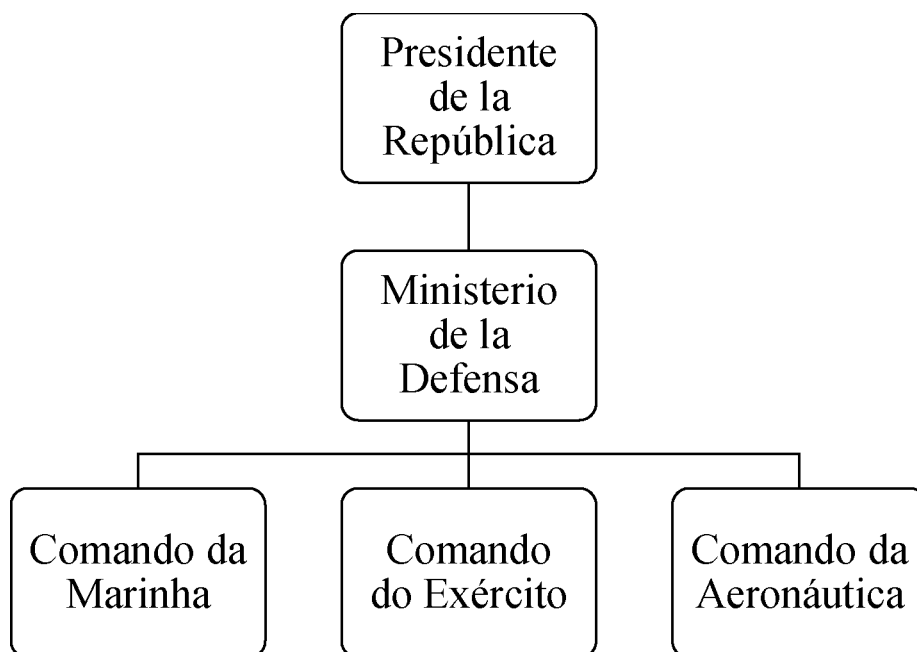 Presidente
de la
República
Ministerio
de la
Defensa
Comando da
Marinha
Comando
do Exército
Comando da
Aeronáutica